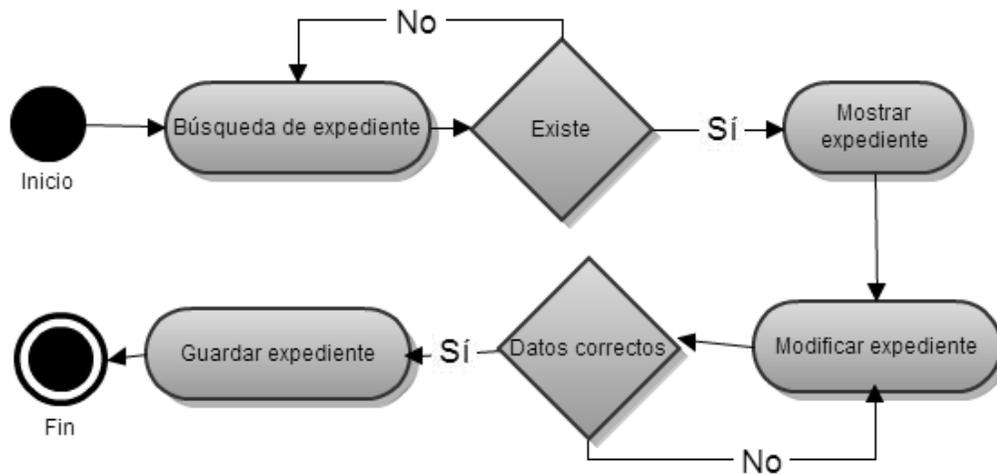 No
Búsqueda de expediente
Existe
Sí
Mostrar
expediente
Inicio
Guardar expediente
Sí
Datos correctos
Modificar expediente
Fin
No